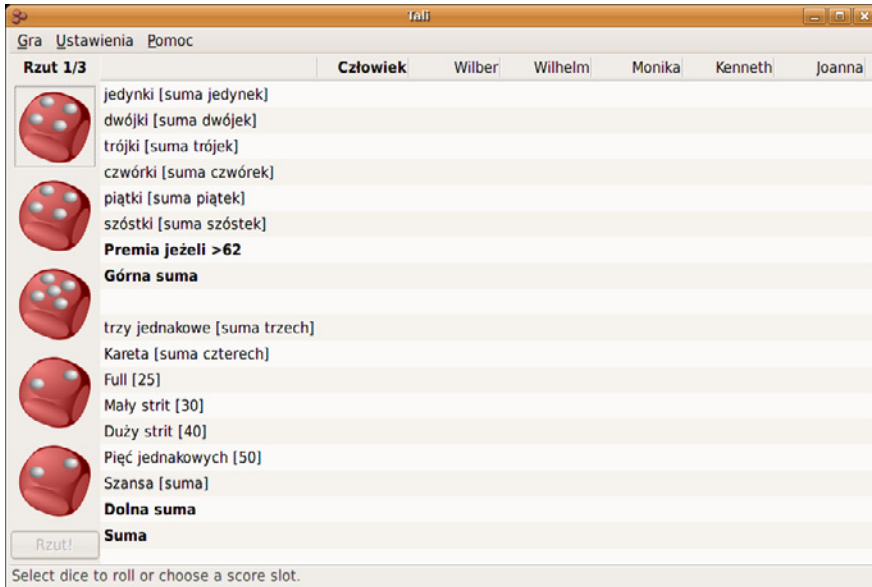 Tali
Gra Ustawienia Pomoc
Rzut 1/3 Człowiek Wilber Wilhelm Monika Kenneth Joanna
jedynki [suma jedynek]
dwójki [suma dwójek]
trójki [suma trójek]
czwórki [suma czwórek]
piątki [suma piątek]
szóstki [suma szóstek]
Premia jeżeli >62
Górna suma
trzy jednakowe [suma trzech]
Kareta [suma czterech]
Full [25]
Mały strit [30]
Duży strit [40]
Pięć jednakowych [50]
Szansa [suma]
Dolna suma
Rzut! Suma
Select dice to roll or choose a score slot.